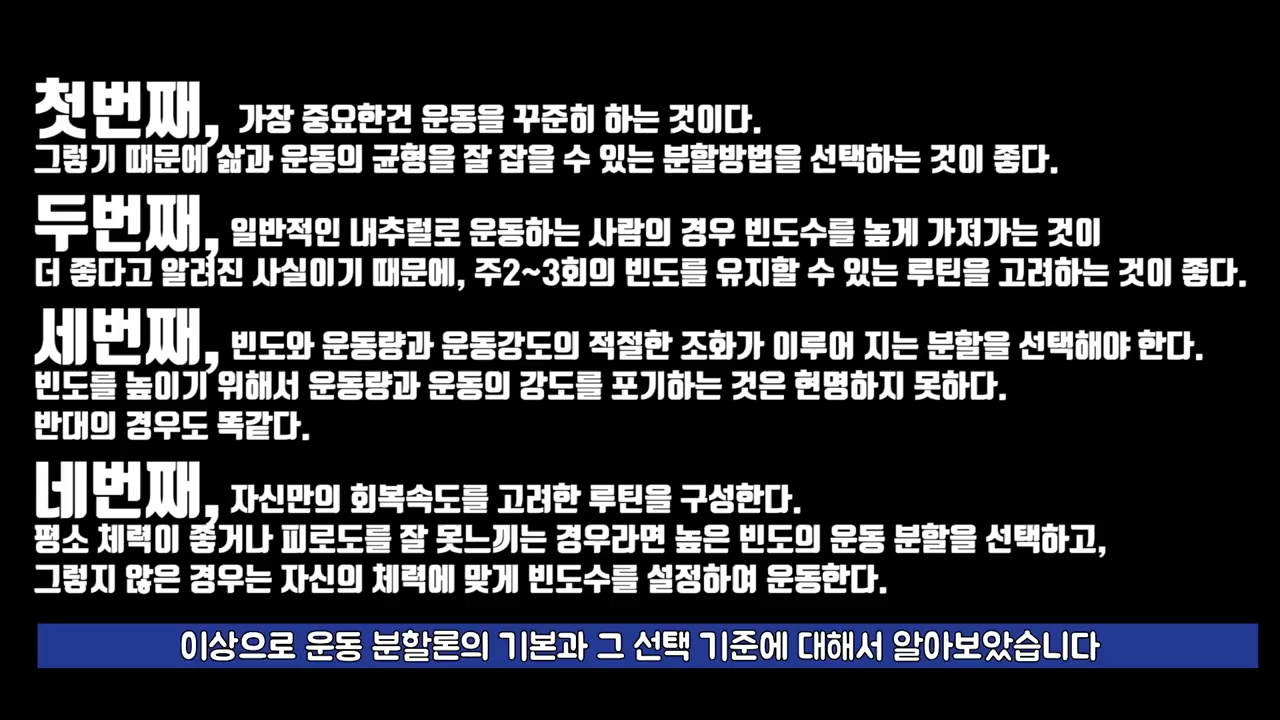 첫번째, 가장 중요한건 운동을 꾸준히 하는 것이다.
그렇기 때문에 삶과 운동의 균형을 잘 잡을 수 있는 분할방법을 선택하는 것이 좋다.
두번째, 일반적인 내추럴로 운동하는 사람의 경우 빈도수를 높게 가져가는 것이
더 좋다고 알려진 사실이기 때문에, 주2~3회의 빈도를 유지할 수 있는 루틴을 고려하는 것이 좋다.
세번째, 빈도와 운동량과 운동강도의 적절한 조화가 이루어 지는 분할을 선택해야 한다.
빈도를 높이기 위해서 운동량과 운동의 강도를 포기하는 것은 현명하지 못하다.
반대의 경우도 똑같다.
네번째, 자신만의 회복속도를 고려한 루틴을 구성한다.
평소 체력이 좋거나 피로도를 잘 못느끼는 경우라면 높은 빈도의 운동 분할을 선택하고,
그렇지 않은 경우는 자신의 체력에 맞게 빈도수를 설정하여 운동한다.
이상으로 운동 분할론의 기본과 그 선택 기준에 대해서 알아보았습니다